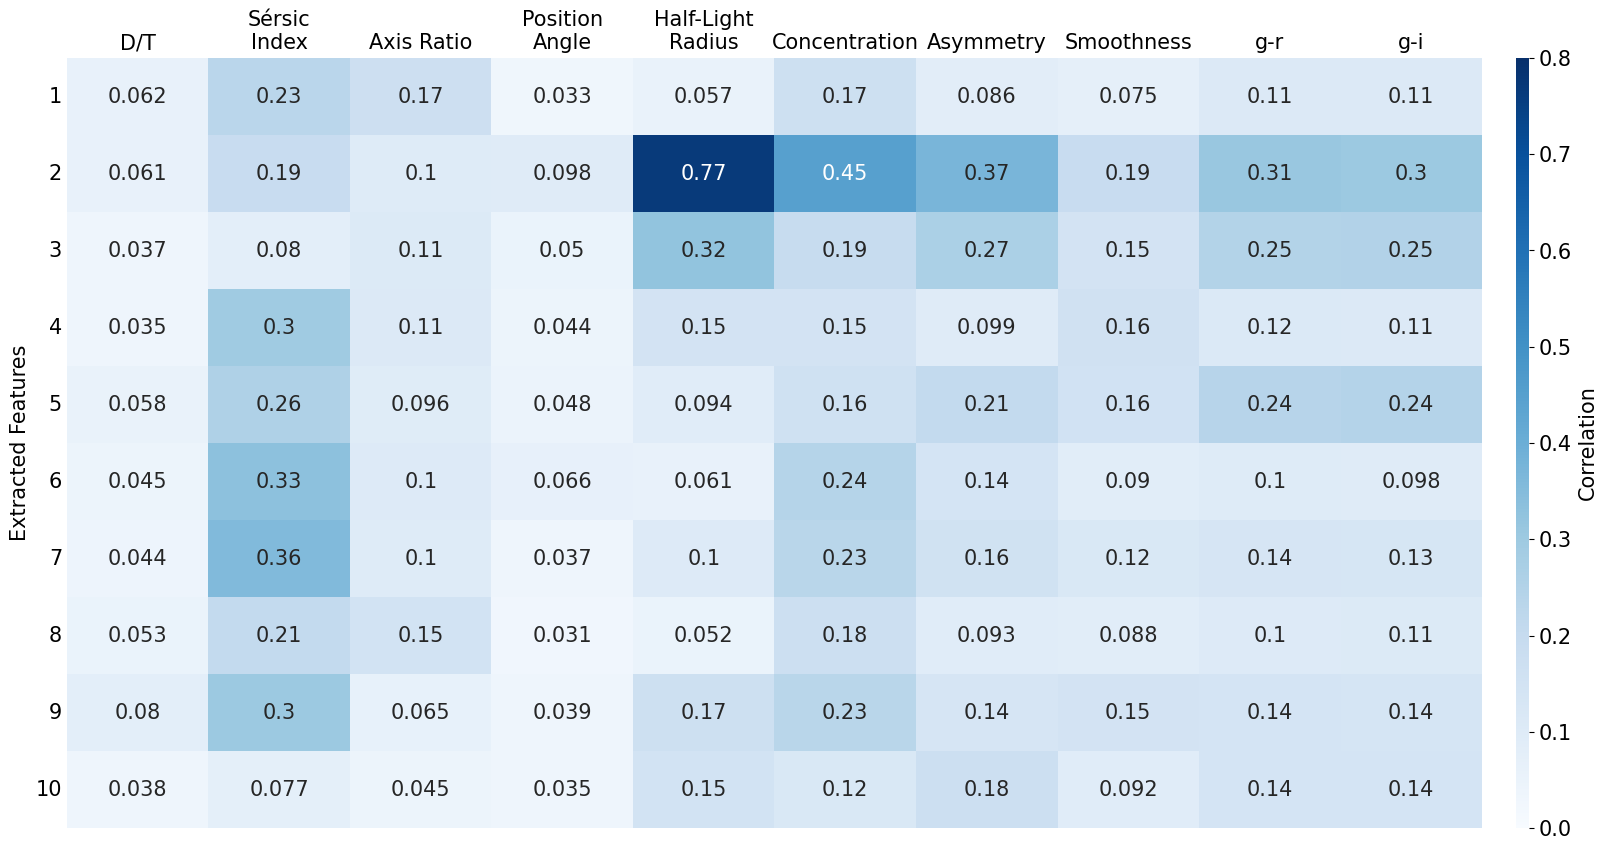 Sérsic Position Half-Light
D/T Index Axis Ratio Angle Radius Concentration Asymmetry Smoothness g-r g-i
1 0.062 0.23 0.17 0.033 0.057 0.17 0.086 0.075 0.11 0.11
2 0.061 0.19 0.1 0.098 0.77 0.45 0.37 0.19 0.31 0.3
3 0.037 0.08 0.11 0.05 0.32 0.19 0.27 0.15 0.25 0.25
4 0.035 0.3 0.11 0.044 0.15 0.15 0.099 0.16 0.12 0.11
5 0.058 0.26 0.096 0.048 0.094 0.16 0.21 0.16 0.24 0.24
6 0.045 0.33 0.1 0.066 0.061 0.24 0.14 0.09 0.1 0.098
7 0.044 0.36 0.1 0.037 0.1 0.23 0.16 0.12 0.14 0.13
8 0.053 0.21 0.15 0.031 0.052 0.18 0.093 0.088 0.1 0.11
9 0.08 0.3 0.065 0.039 0.17 0.23 0.14 0.15 0.14 0.14
10 0.038 0.077 0.045 0.035 0.15 0.12 0.18 0.092 0.14 0.14
Extracted Features
0.8
0.7
0.6
0.5
0.4
0.3
0.2
0.1
0.0
Correlation